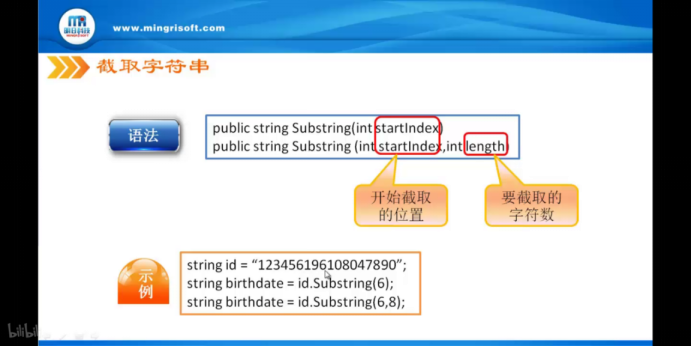 www.mingrisoft.com
截取字符串
语法
public string Substring(int startIndex)
public string Substring (int startIndex,int length)
开始截取
的位置
要截取的
字符数
示
例
string id = “123456196108047890”;
string birthdate = id.Substring(6);
string birthdate = id.Substring(6,8);
bilibili